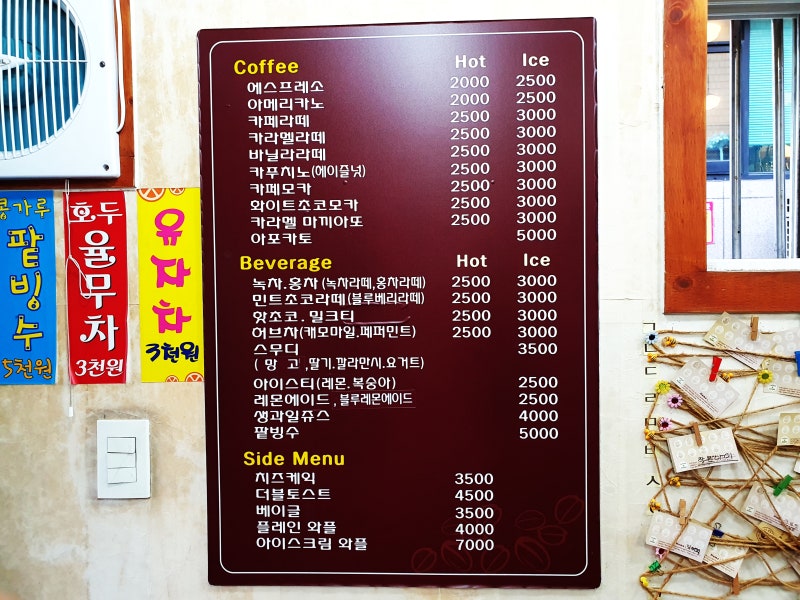 콩가루
팥빙수
5천원
호두
율무차
3천원
유자차
3천원
Coffee Hot Ice
에스프레소 2000 2500
아메리카노 2000 2500
카페라떼 2500 3000
카라멜라떼 2500 3000
바닐라라떼 2500 3000
카푸치노(헤이즐넛) 2500 3000
카페모카 2500 3000
화이트초코모카 2500 3000
카라멜 마끼아또 2500 3000
아포카토 5000
Beverage Hot Ice
녹차.홍차 (녹차라떼,홍차라떼) 2500 3000
민트초코라떼(블루베리라떼) 2500 3000
핫초코. 밀크티 2500 3000
허브차(캐모마일.페퍼민트) 2500 3000
스무디 3500
( 망 고 ,딸기.깔라만시.요거트)
아이스티(레몬.복숭아) 2500
레몬에이드 , 블루레몬에이드 2500
생과일쥬스 4000
팥빙수 5000
Side Menu
치즈케익 3500
더블토스트 4500
베이글 3500
플레인 와플 4000
아이스크림 와플 7000
ㄱ
ㄴ
ㄷ
ㄹ
ㅁ
ㅂ
ㅅ